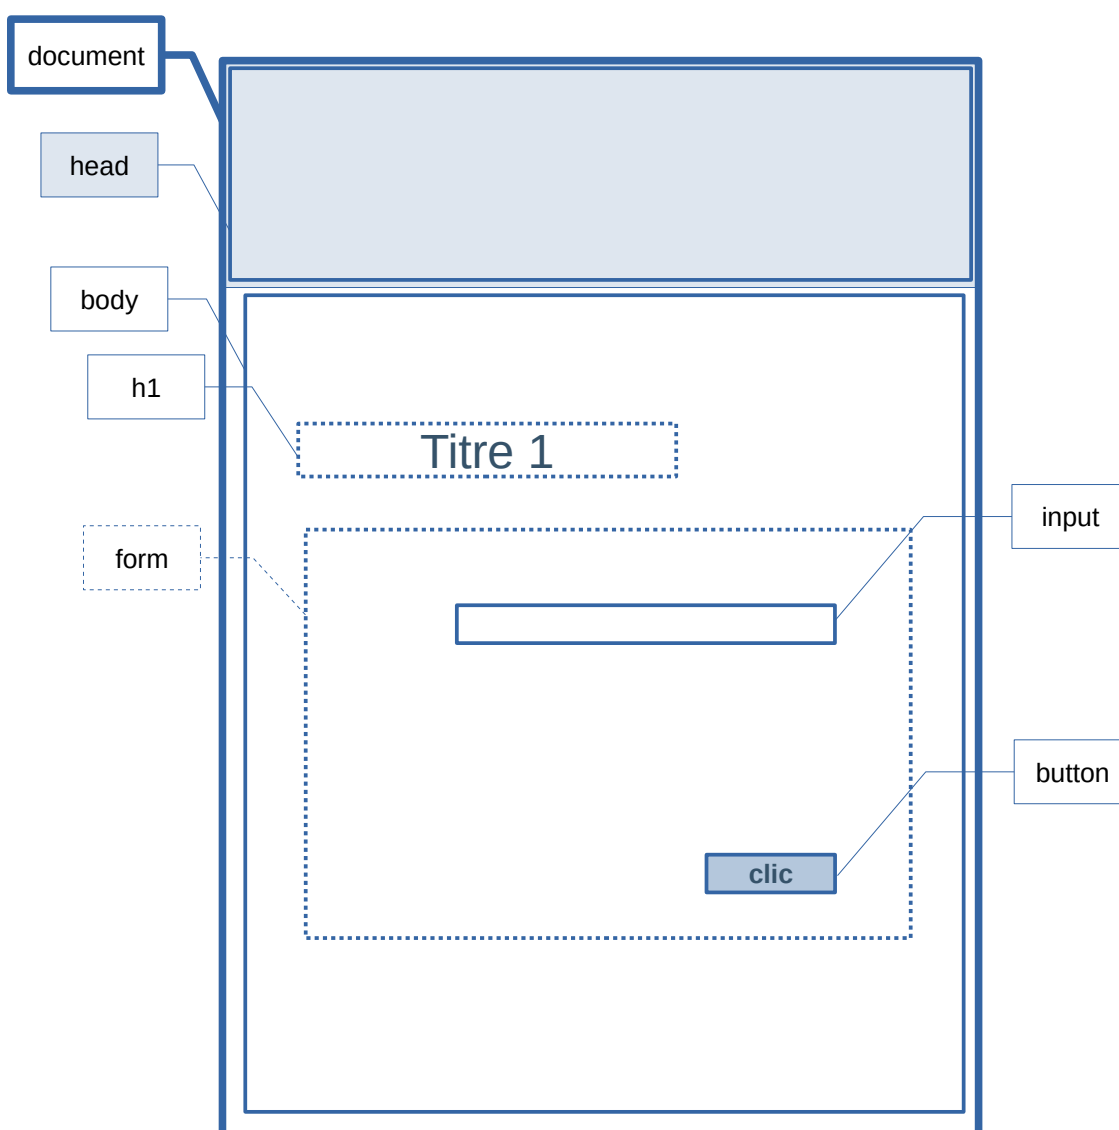 document
head
body
h1
Titre 1
input
form
button
clic